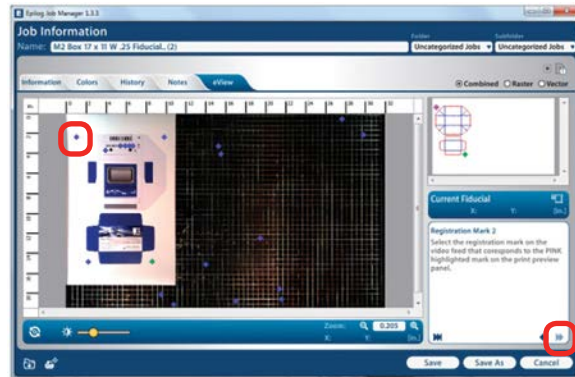 Epilog Job Manager 1.3.5
Job Information
Folder
Subfolder
Name: M2 Box 17 x 11 W .25 Fiducial.. (2)
Uncategorized Jobs
Uncategorized Jobs
Information
Colors
History
Notes
eView
Combined
Raster
Vector
Current Fiducial
X:
Y:
[in.]
Registration Mark 2
Select the registration mark on the
video feed that coresponds to the PINK
highlighted mark on the print preview
panel.
Zoom:
0.205
X:
Y:
[in.]
Save
Save As
Cancel